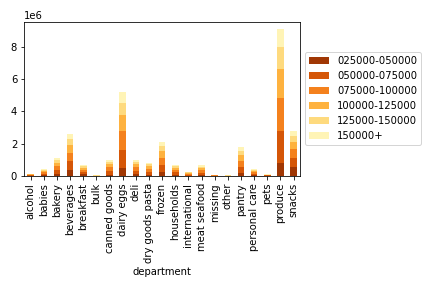 1e6
8
6
4
2
0
025000-050000
050000-075000
075000-100000
100000-125000
125000-150000
150000+
alcohol
babies
bakery
beverages
breakfast
bulk
canned goods
dairy eggs
deli
dry goods pasta
frozen
households
international
meat seafood
missing
other
pantry
personal care
pets
produce
snacks
department